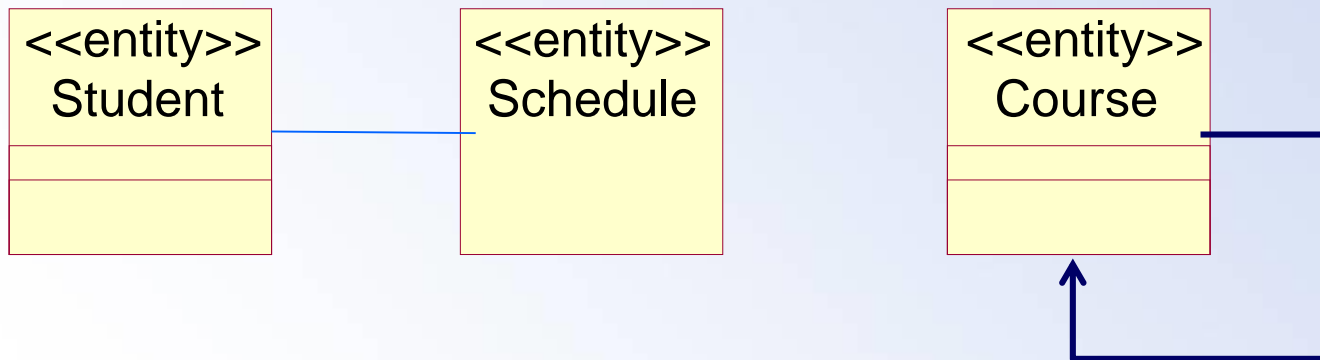 <<entity>>
Student
<<entity>>
Schedule
<<entity>>
Course